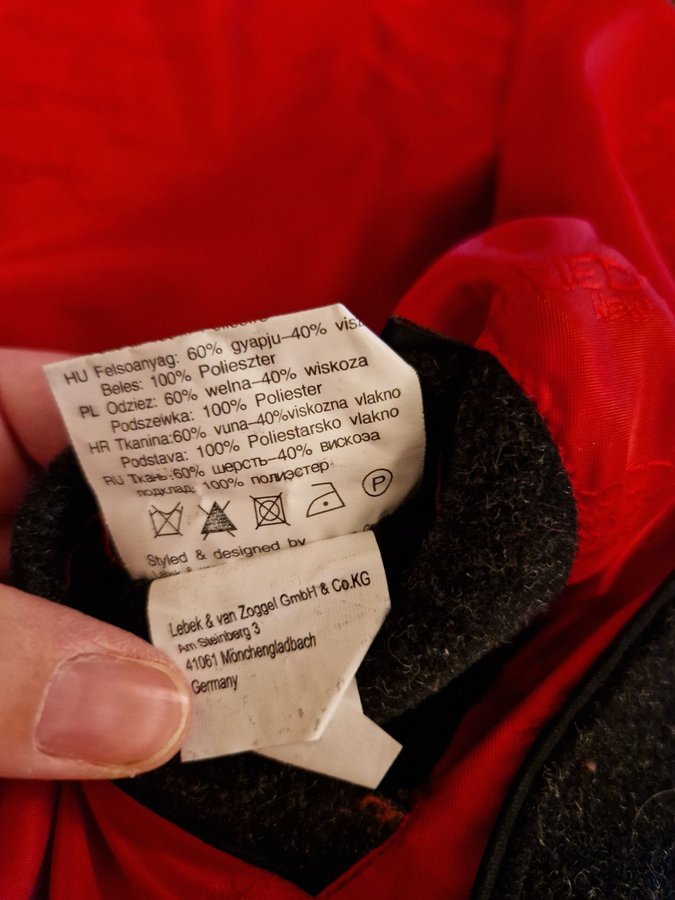 HU Felsoanyag: 60% gyapju–40% visz
Beles: 100% Polieszter
PL Odziez: 60% welna–40% wiskoza
Podszewka: 100% Poliester
HR Tkanina:60% vuna–40%viskozna vlakno
Podstava: 100% Poliestarsko vlakno
RU Ткань:60% шерсть–40% вискоза
подклад: 100% полиэстер
P
Styled & designed by
Lebek & van Zoggel GmbH & Co.KG
Am Steinberg 3
41061 Mönchengladbach
Germany